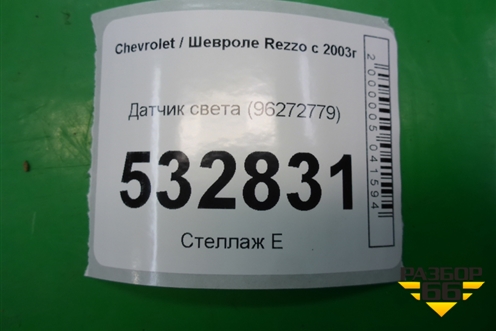 Chevrolet / Шевроле Rezzo с 2003г
Датчик света (96272779)
532831
Стеллаж Е
2000005041594
РАЗБОР
66